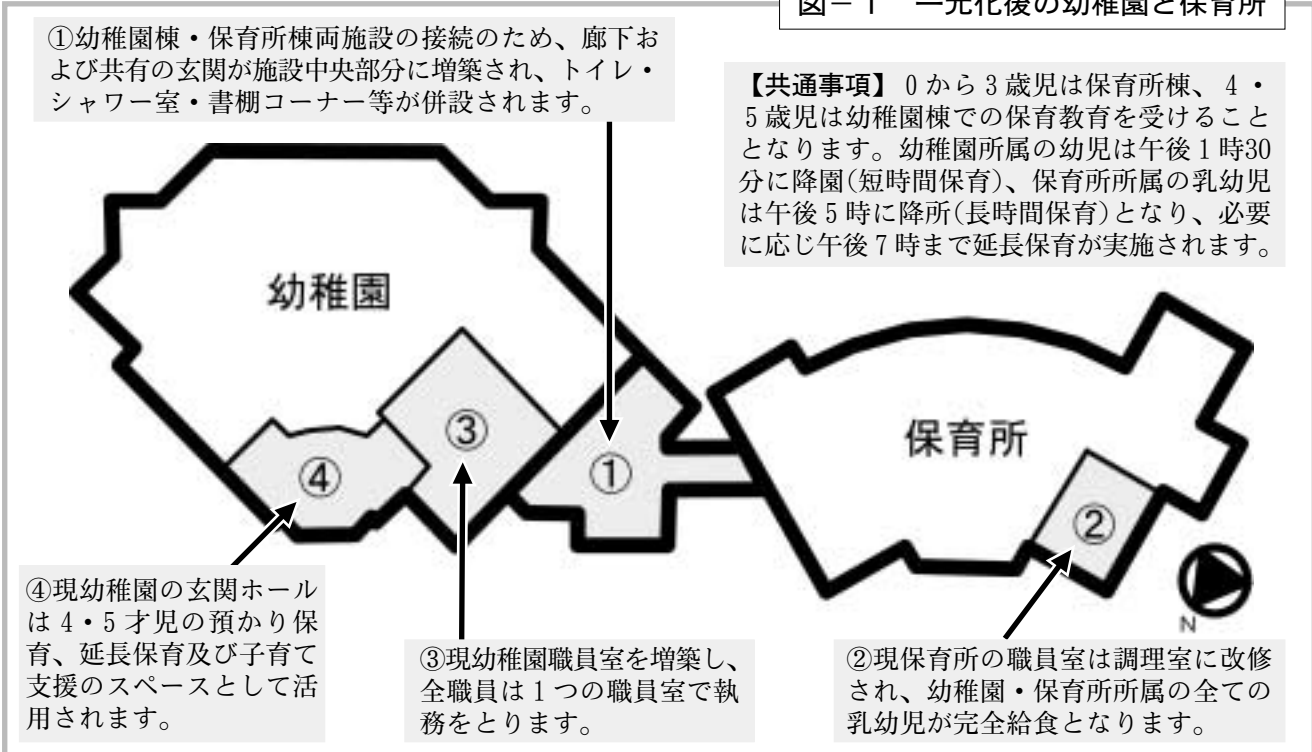 図-1 一元化後の幼稚園と保育所
①幼稚園棟・保育所棟両施設の接続のため、廊下お
よび共有の玄関が施設中央部分に増築され、トイレ・
シャワー室・書棚コーナー等が併設されます。
【共通事項】0から3歳児は保育所棟、4・
5歳児は幼稚園棟での保育教育を受けること
となります。幼稚園所属の幼児は午後1時30
分に降園(短時間保育)、保育所所属の乳幼児
は午後5時に降所(長時間保育)となり、必要
に応じ午後7時まで延長保育が実施されます。
幼稚園
保育所
③
④
①
②
N
④現幼稚園の玄関ホール
は4・5才児の預かり保
育、延長保育及び子育て
支援のスペースとして活
用されます。
③現幼稚園職員室を増築し、
全職員は1つの職員室で執
務をとります。
②現保育所の職員室は調理室に改修
され、幼稚園・保育所所属の全ての
乳幼児が完全給食となります。